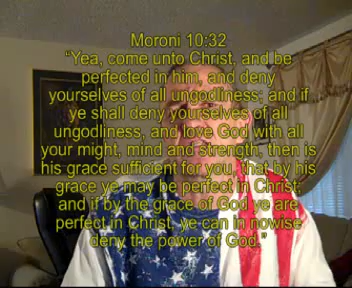 Moroni 10:32
“Yea, come unto Christ, and be
perfected in him, and deny
yourselves of all ungodliness; and if
ye shall deny yourselves of all
ungodliness, and love God with all
your might, mind and strength, then is
his grace sufficient for you, that by his
grace ye may be perfect in Christ;
and if by the grace of God ye are
perfect in Christ, ye can in nowise
deny the power of God.”